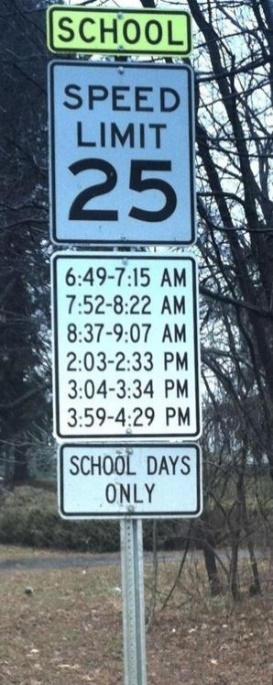 SCHOOL
SPEED
LIMIT
25
6:49-7:15 AM
7:52-8:22 AM
8:37-9:07 AM
2:03-2:33 PM
3:04-3:34 PM
3:59-4:29 PM
SCHOOL DAYS
ONLY